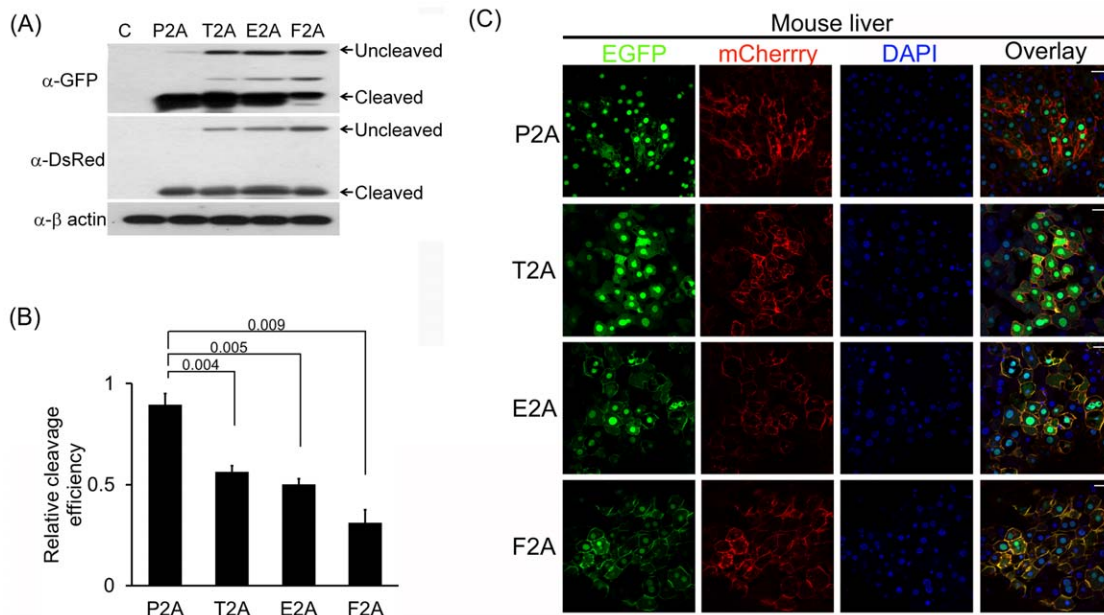 (A)
C P2A T2A E2A F2A
Uncleaved
α-GFP
Cleaved
Uncleaved
α-DsRed
Cleaved
α-β actin
(B)
0.009
0.005
0.004
1
0.5
0
Relative cleavage
efficiency
P2A T2A E2A F2A
(C)
Mouse liver
EGFP mCherrry DAPI Overlay
P2A
T2A
E2A
F2A